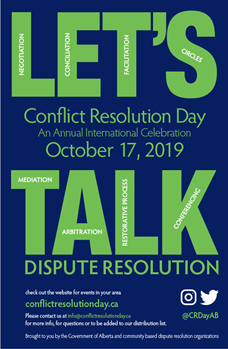 LET'S
NEGOTIATION
CONCILIATION
FACILITATION
CIRCLES
Conflict Resolution Day
An Annual International Celebration
October 17, 2019
TALK
MEDIATION
ARBITRATION
RESTORATIVE PROCESS
CONFERENCING
DISPUTE RESOLUTION
check out the website for events in your area
conflictresolutionday.ca
Please contact us at info@conflictresolutionday.ca
for more info, for questions or to be added to our distribution list.
@CRDayAB
Brought to you by the Government of Alberta and community based dispute resolution organizations